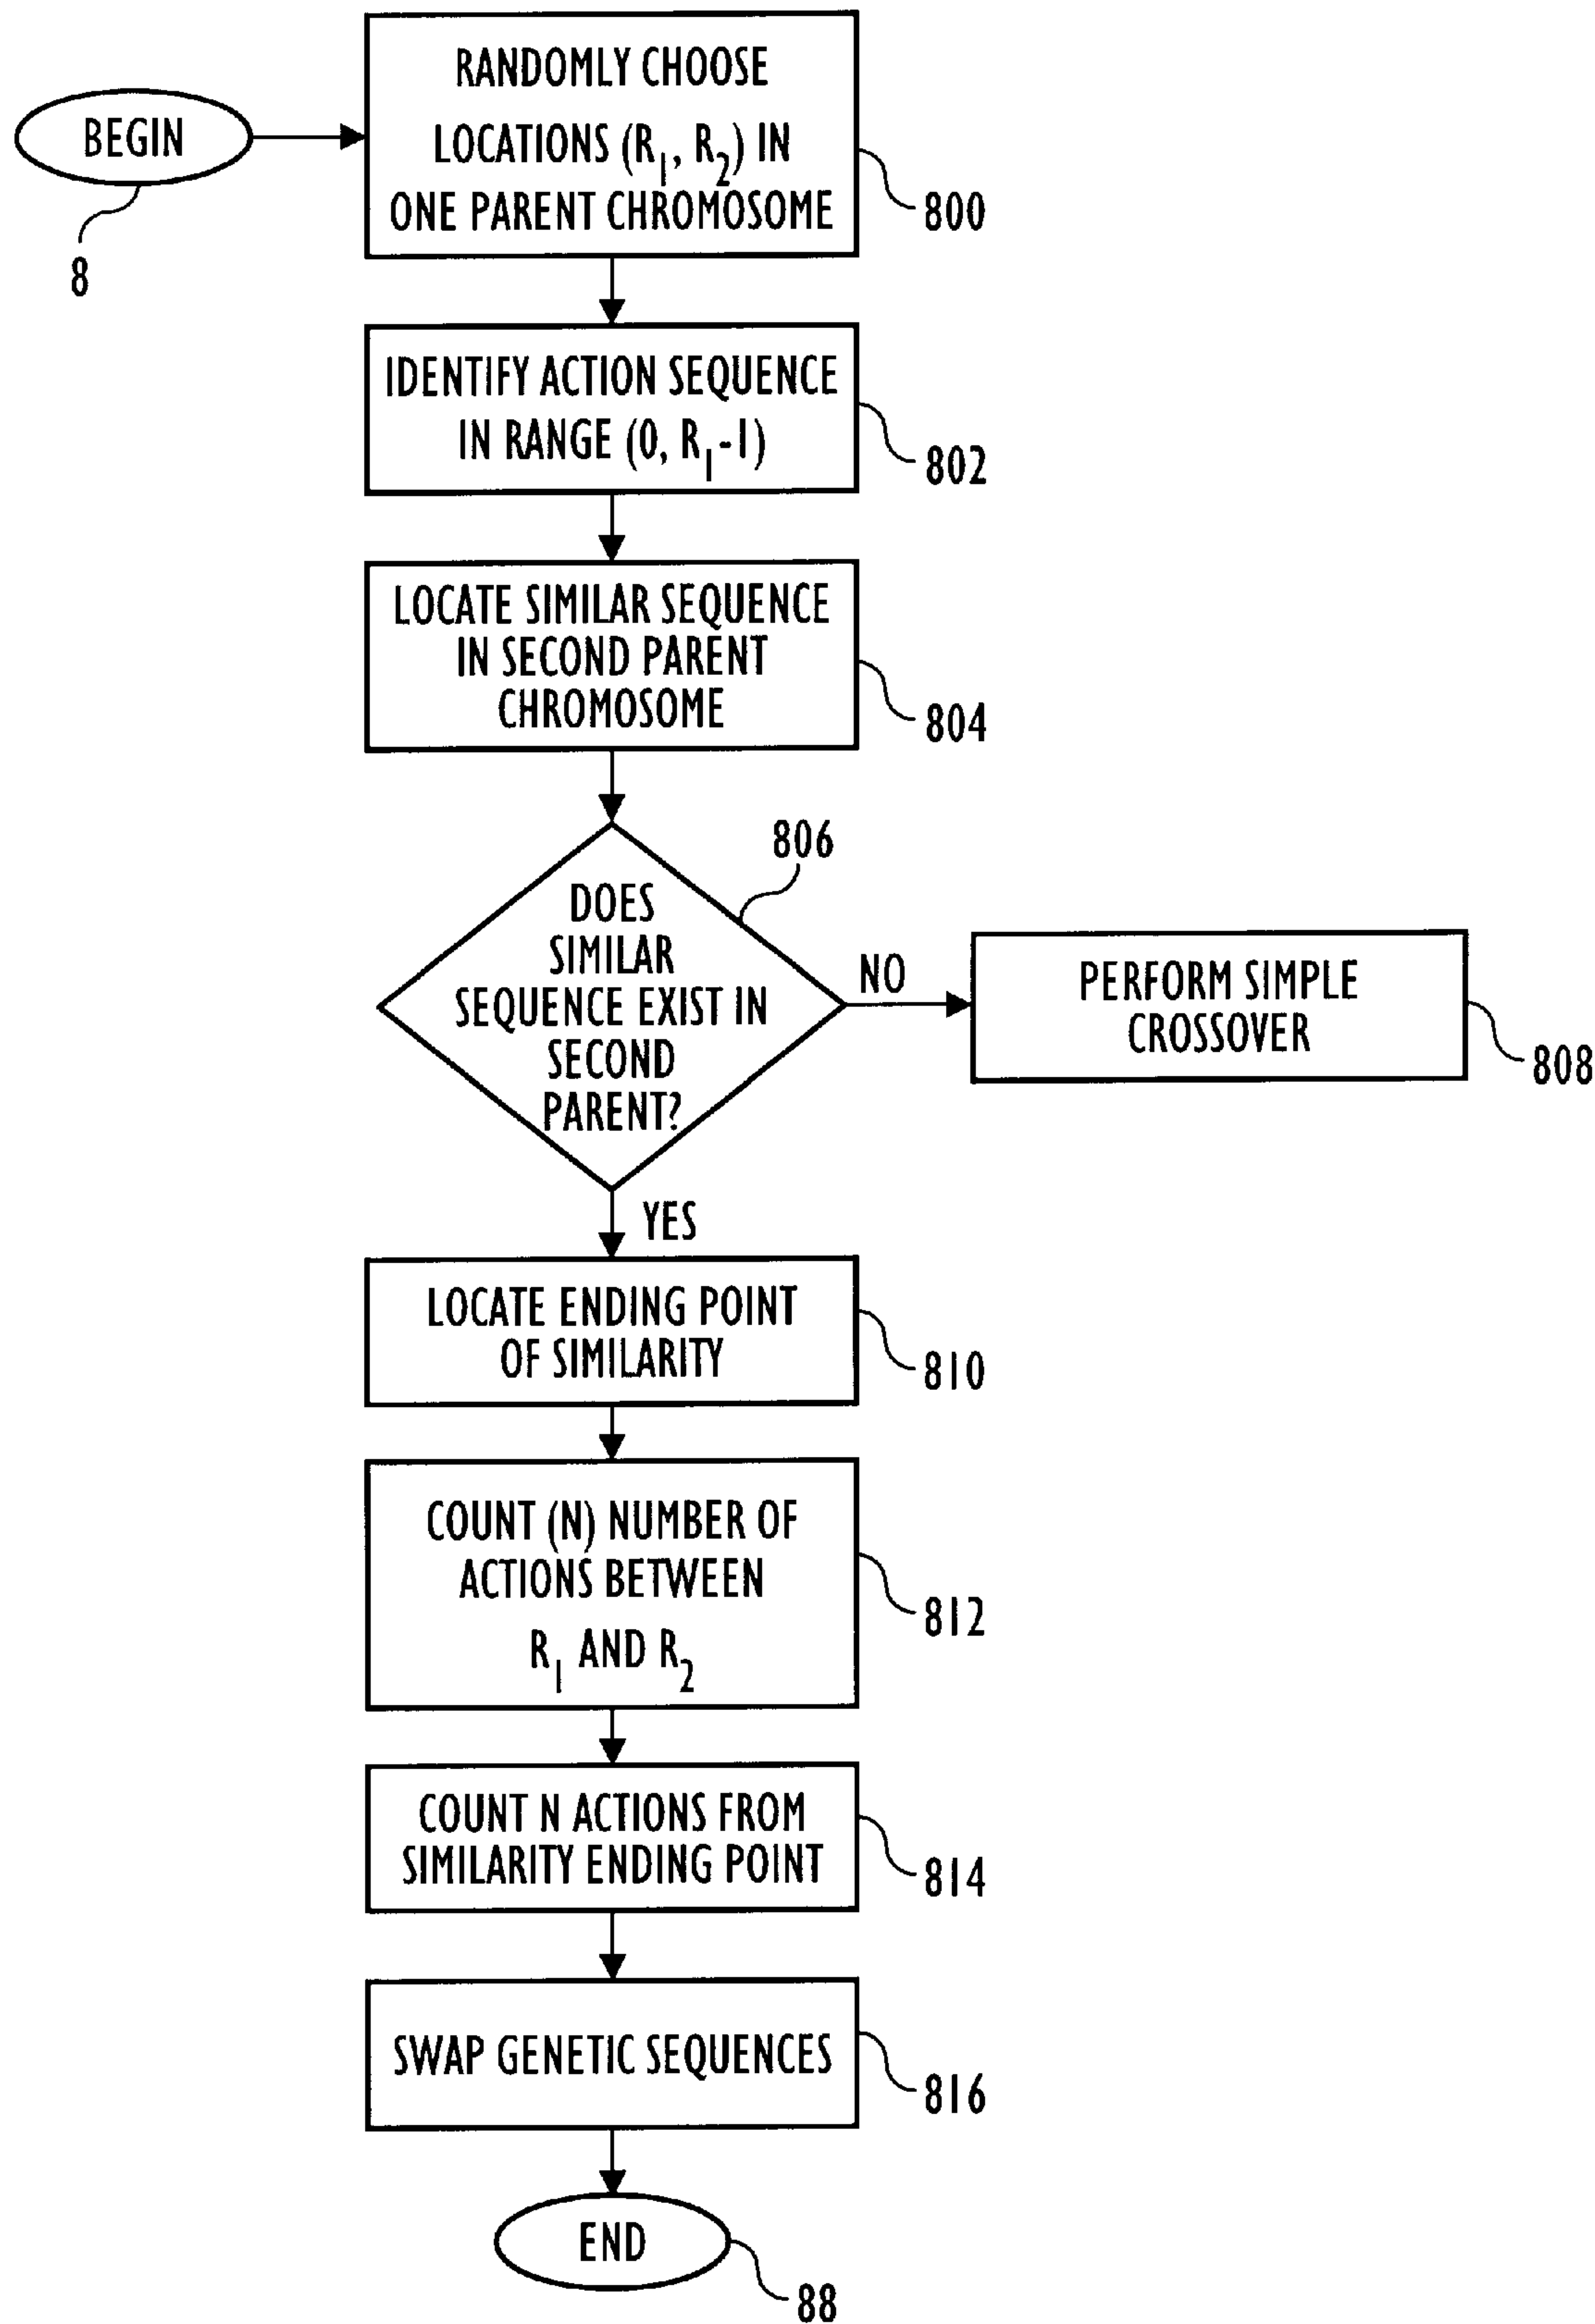 BEGIN
8
RANDOMLY CHOOSE
LOCATIONS (R1, R2) IN
ONE PARENT CHROMOSOME
800
IDENTIFY ACTION SEQUENCE
IN RANGE (0, R1-1)
802
LOCATE SIMILAR SEQUENCE
IN SECOND PARENT
CHROMOSOME
804
806
DOES
SIMILAR
SEQUENCE EXIST IN
SECOND
PARENT?
NO
PERFORM SIMPLE
CROSSOVER
808
YES
LOCATE ENDING POINT
OF SIMILARITY
810
COUNT (N) NUMBER OF
ACTIONS BETWEEN
R1 AND R2
812
COUNT N ACTIONS FROM
SIMILARITY ENDING POINT
814
SWAP GENETIC SEQUENCES
816
END
88